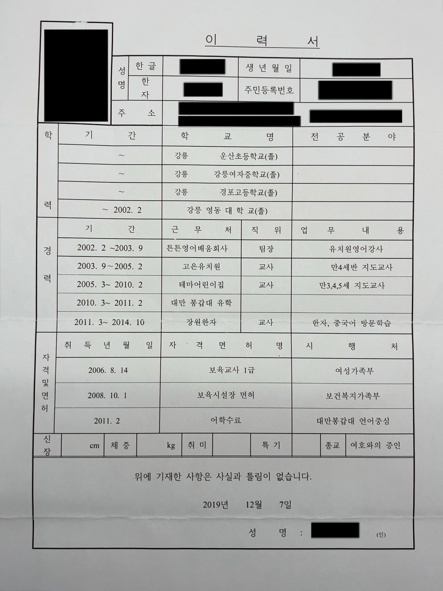 이 력 서
성명 한글 생년월일
한자 주민등록번호
주 소
학력 기 간 학 교 명 전 공 분 야
~ 강릉 운산초등학교(졸)
~ 강릉 강릉여자중학교(졸)
~ 강릉 경포고등학교(졸)
~ 2002. 2 강릉 영동 대 학 교(졸)
경력 기 간 근 무 처 직 위 업 무 내 용
2002. 2 ~2003. 9 튼튼영어배움회사 팀장 유치원영어강사
2003. 9~2005. 2 고은유치원 교사 만4세반 지도교사
2005. 3~ 2010. 2 테마어린이집 교사 만3,4,5세 지도교사
2010. 3~ 2011. 2 대만 봉갑대 유학
2011. 3~ 2014. 10 장원한자 교사 한자, 중국어 방문학습
자격및면허 취 득 년 월 일 자 격 면 허 명 시 행 처
2006. 8. 14 보육교사 1급 여성가족부
2008. 10. 1 보육시설장 면허 보건복지가족부
2011. 2 어학수료 대만봉갑대 언어중심
신장 cm 체중 kg 취미 특기 종교 여호와의 증인
위에 기재한 사항은 사실과 틀림이 없습니다.
2019년 12월 7일
성 명 : (인)